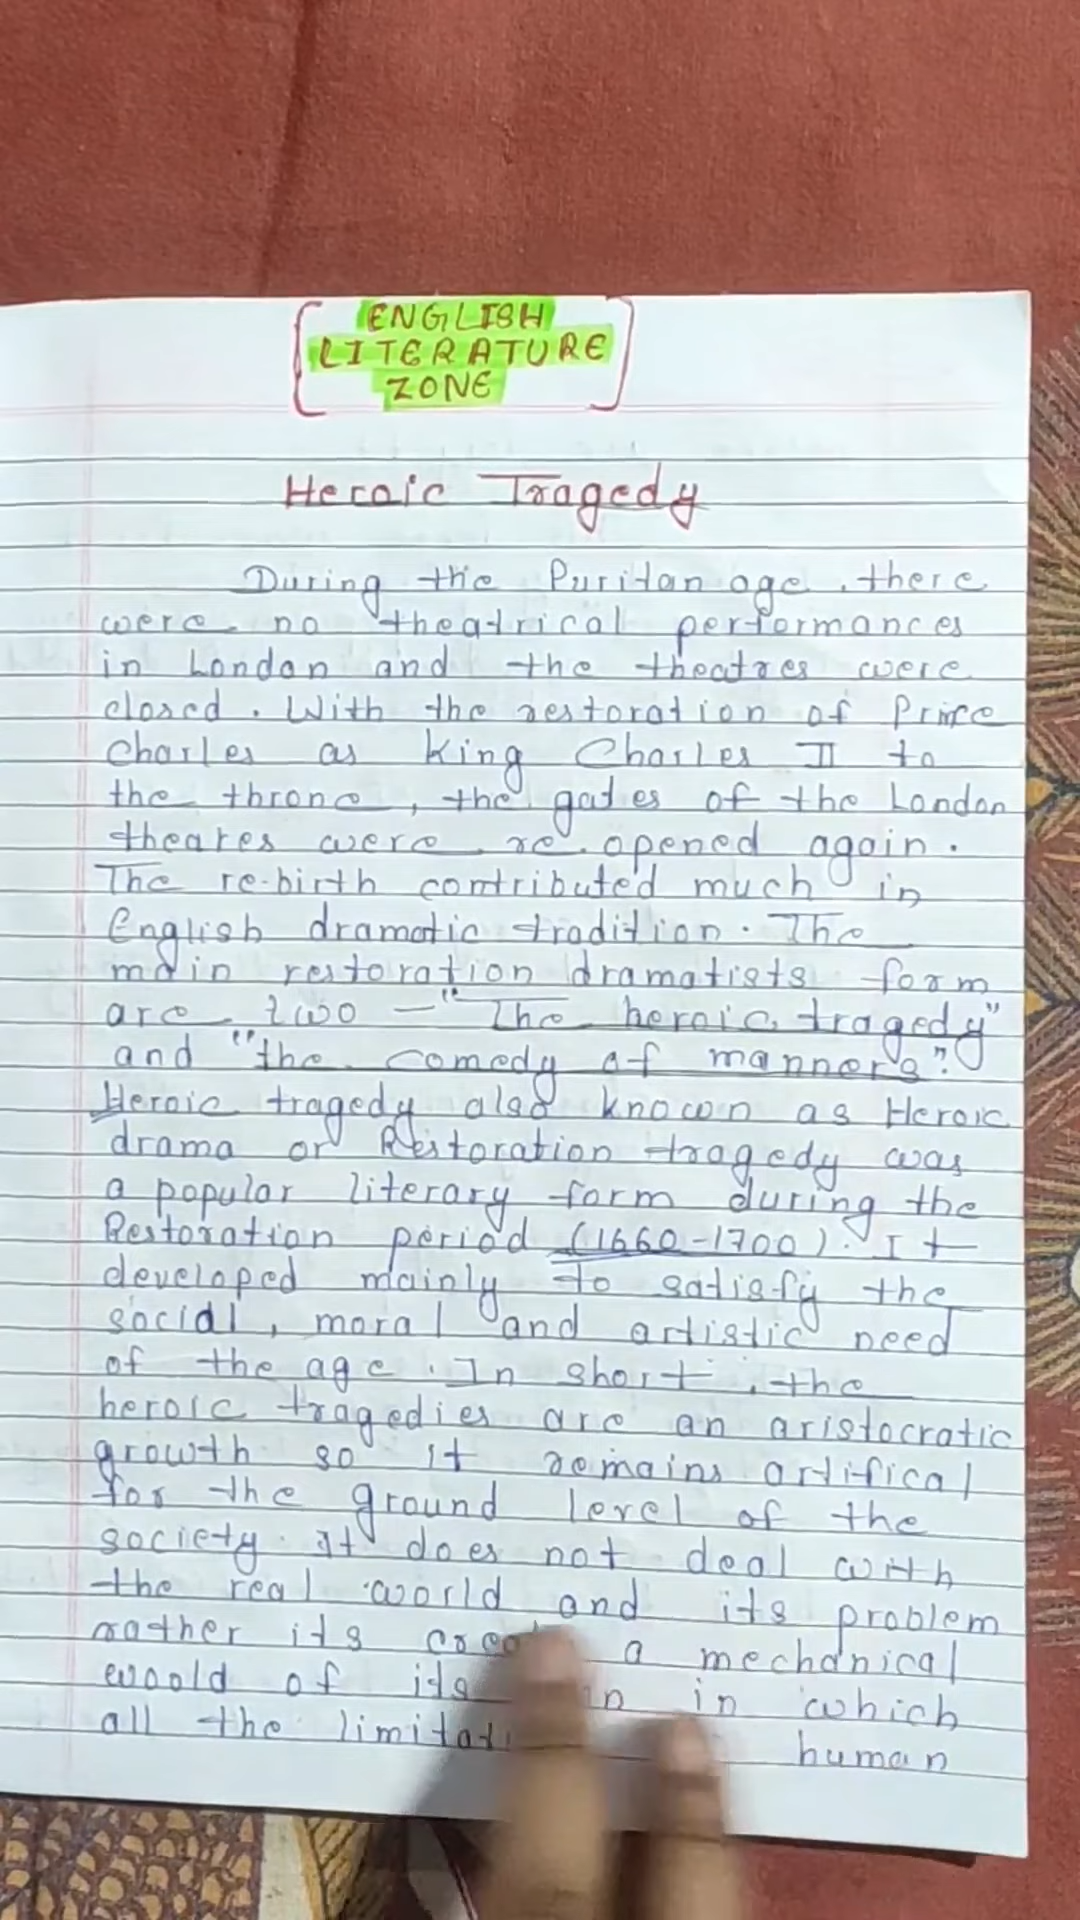 ENGLISH
LITERATURE
ZONE
Heroic Tragedy
During the Puritan age, there
were no theatrical performances
in London and the theatres were
closed. With the restoration of Prince
Charles as King Charles II to
the throne, the gates of the London
theares were re-opened again.
The re-birth contributed much in
English dramatic tradition. The
main restoration dramatists form
are two – "The heroic tragedy"
and "the comedy of manners".
Heroic tragedy also known as Heroic
drama or Restoration tragedy was
a popular literary form during the
Restoration period (1660-1700). It
developed mainly to satisfy the
social, moral and artistic need
of the age. In short, the
heroic tragedies are an aristocratic
growth so it remains artifical
for the ground level of the
society. It does not deal with
the real world and its problem
rather its a mechanical
woold of its in which
all the human